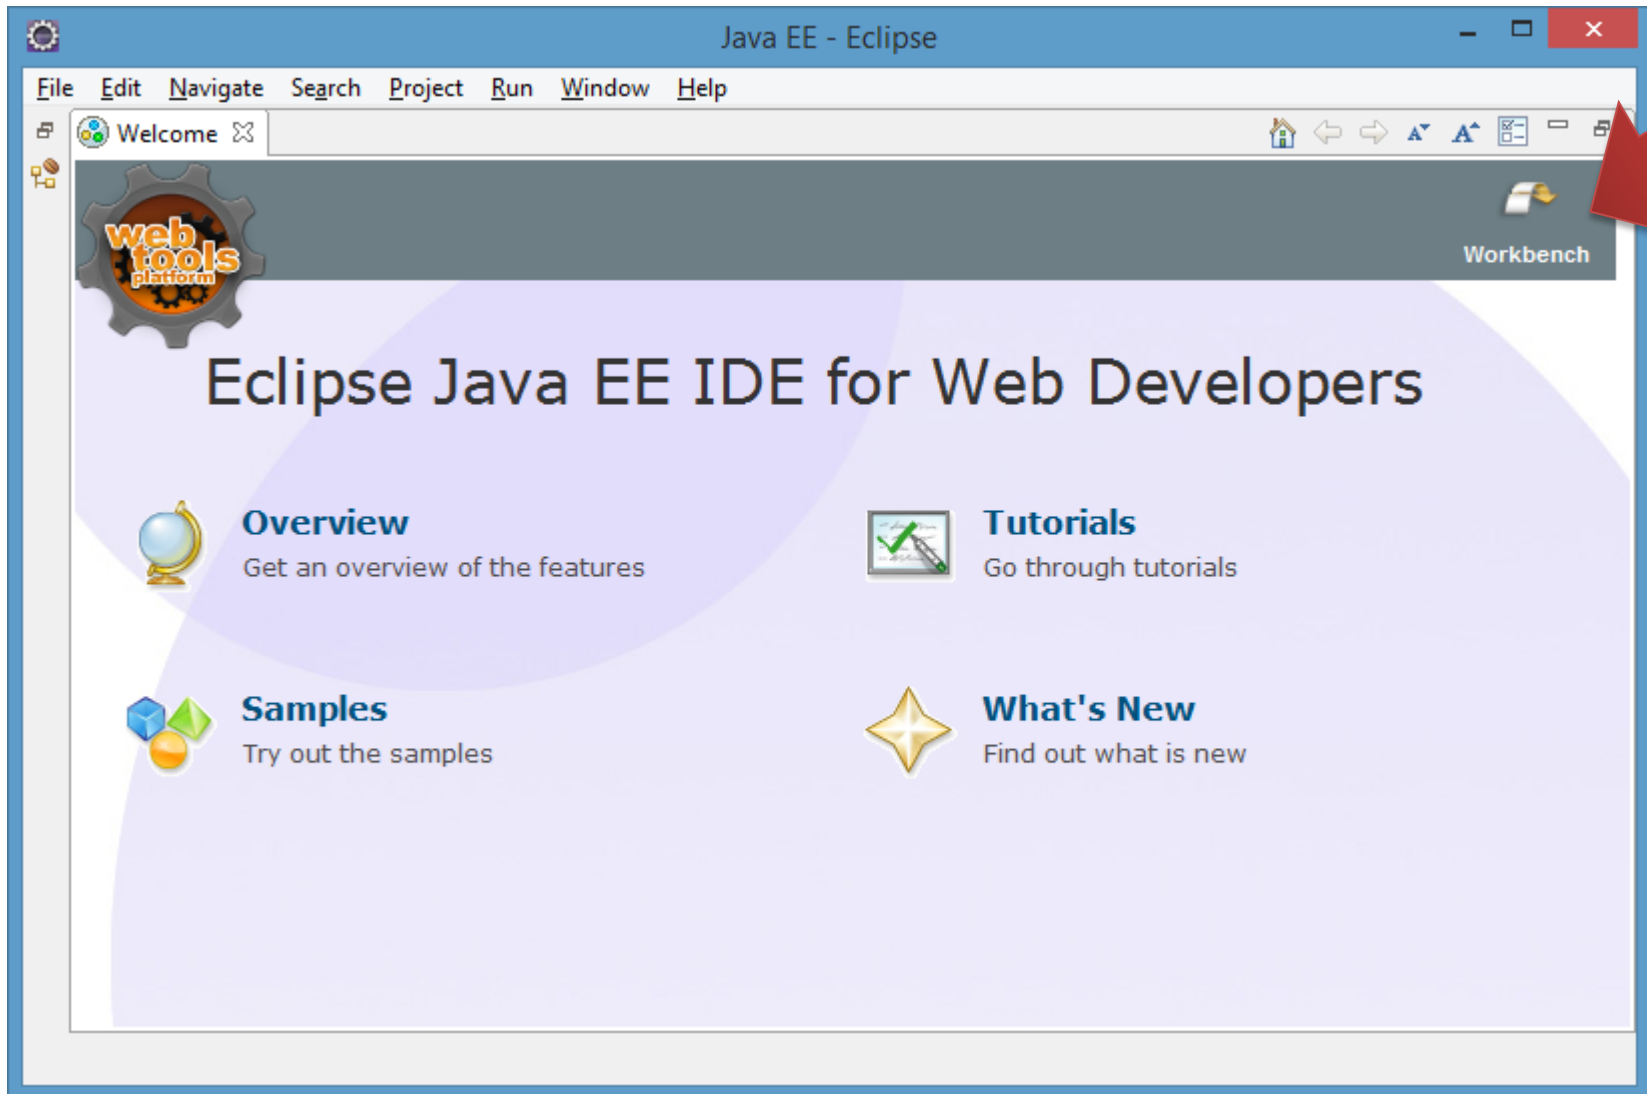 Java EE - Eclipse
File Edit Navigate Search Project Run Window Help
Welcome
A A
web
tools
platform
Workbench
Eclipse Java EE IDE for Web Developers
Overview
Get an overview of the features
Tutorials
Go through tutorials
Samples
Try out the samples
What's New
Find out what is new